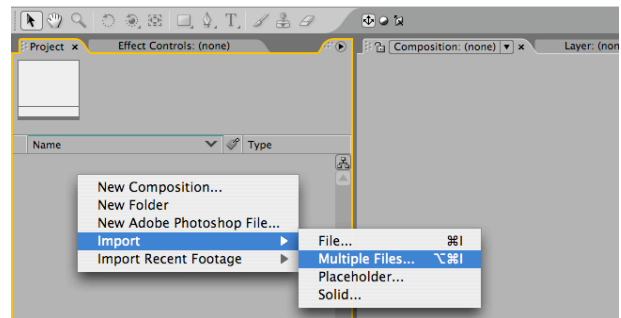 Project × Effect Controls: (none) Composition: (none) ▼ × Layer: (non
Name Type
New Composition...
New Folder
New Adobe Photoshop File...
Import ▶
Import Recent Footage ▶
File... ⌘I
Multiple Files... ⌥⌘I
Placeholder...
Solid...